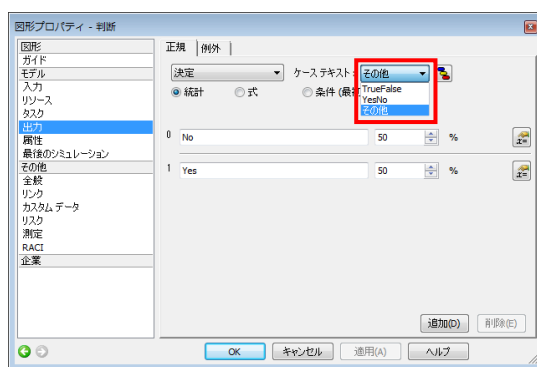 図形プロパティ - 判断
図形
ガイド
モデル
入力
リソース
タスク
出力
属性
最後のシミュレーション
その他
全般
リンク
カスタム データ
リスク
測定
RACI
企業
正規
例外
決定
ケース テキスト:
その他
TrueFalse
YesNo
その他
統計
式
条件 (最初
0
No
50
%
1
Yes
50
%
追加(D)
削除(E)
OK
キャンセル
適用(A)
ヘルプ